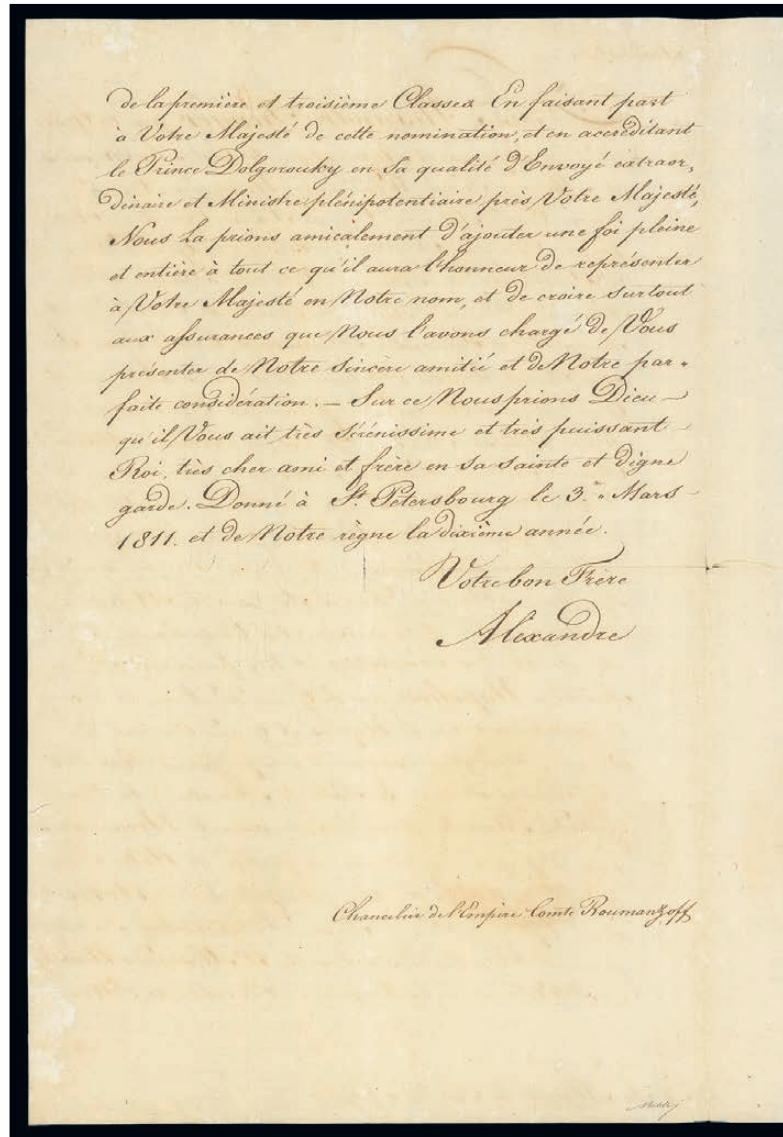 de la première et troisième Classes. En faisant part
à Votre Majesté de cette nomination, et en accréditant
le Prince Dolgorouky en Sa qualité d'Envoyé extraor,
dinaire et Ministre plénipotentiaire près Votre Majesté,
Nous La prions amicalement d'ajouter une foi pleine
et entière à tout ce qu'il aura l'honneur de représenter
à Votre Majesté en Notre nom, et de croire surtout
aux assurances que Nous l'avons chargé de Vous
présenter de Notre sincère amitié et de Notre par=
faite considération. — Sur ce Nous prions Dieu —
qu'il Vous ait très Sérénissime et très puissant —
Roi, très cher ami et frère en Sa sainte et digne
garde. Donné à St. Pétersbourg le 3. Mars —
1811. et de Notre règne la dixième année.
Votre bon Frère
Alexandre
Chancelier de l'Empire Comte Roumanzoff